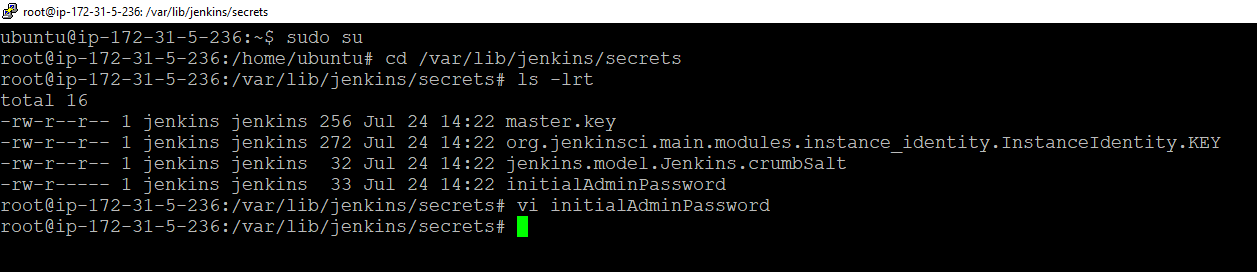 root@ip-172-31-5-236: /var/lib/jenkins/secrets
ubuntu@ip-172-31-5-236:~$ sudo su
root@ip-172-31-5-236:/home/ubuntu# cd /var/lib/jenkins/secrets
root@ip-172-31-5-236:/var/lib/jenkins/secrets# ls -lrt
total 16
-rw-r--r-- 1 jenkins jenkins 256 Jul 24 14:22 master.key
-rw-r--r-- 1 jenkins jenkins 272 Jul 24 14:22 org.jenkinsci.main.modules.instance_identity.InstanceIdentity.KEY
-rw-r--r-- 1 jenkins jenkins  32 Jul 24 14:22 jenkins.model.Jenkins.crumbSalt
-rw-r----- 1 jenkins jenkins  33 Jul 24 14:22 initialAdminPassword
root@ip-172-31-5-236:/var/lib/jenkins/secrets# vi initialAdminPassword
root@ip-172-31-5-236:/var/lib/jenkins/secrets#